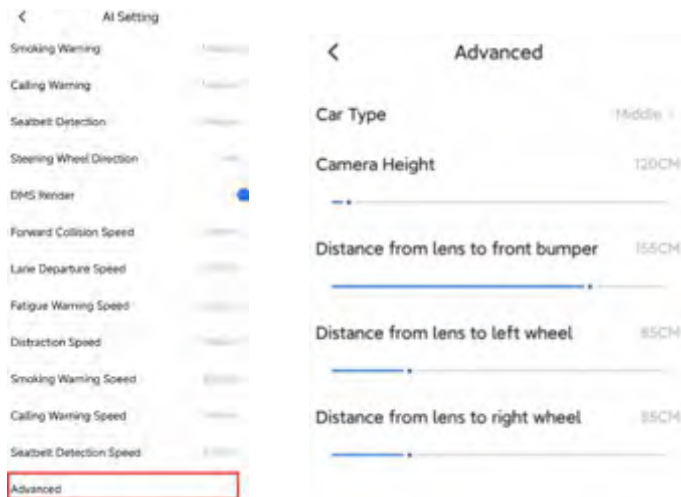 AI Setting
Smoking Warning
Calling Warning
Seatbelt Detection
Steering Wheel Direction
DMS Render
Forward Collision Speed
Lane Departure Speed
Fatigue Warning Speed
Distraction Speed
Smoking Warning Speed
Calling Warning Speed
Seatbelt Detection Speed
Advanced
Advanced
Car Type Middle
Camera Height 120CM
Distance from lens to front bumper 155CM
Distance from lens to left wheel 85CM
Distance from lens to right wheel 85CM